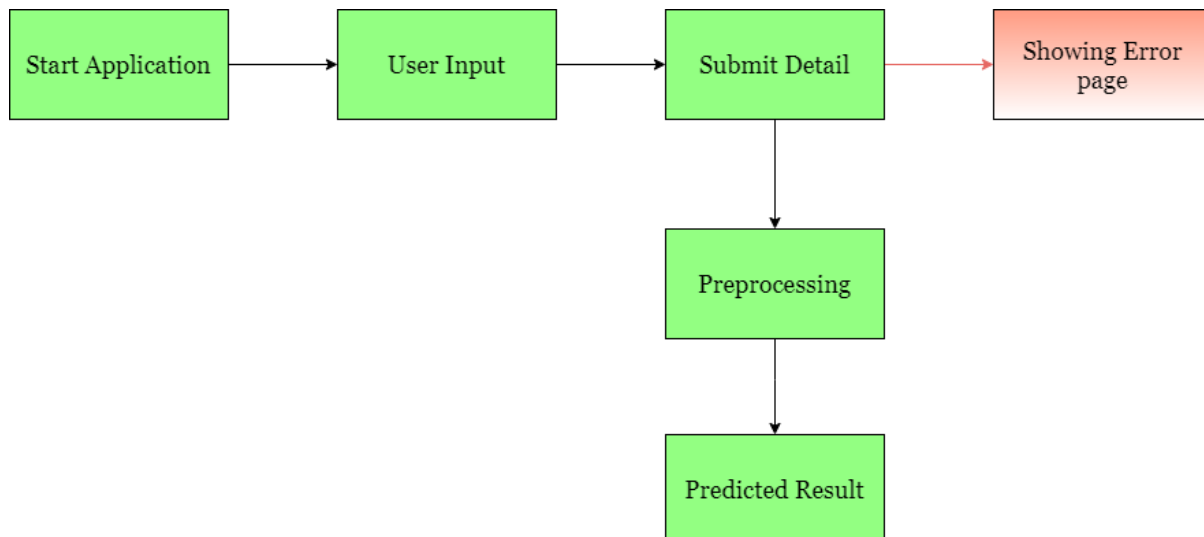 Start Application
User Input
Submit Detail
Showing Error
page
Preprocessing
Predicted Result